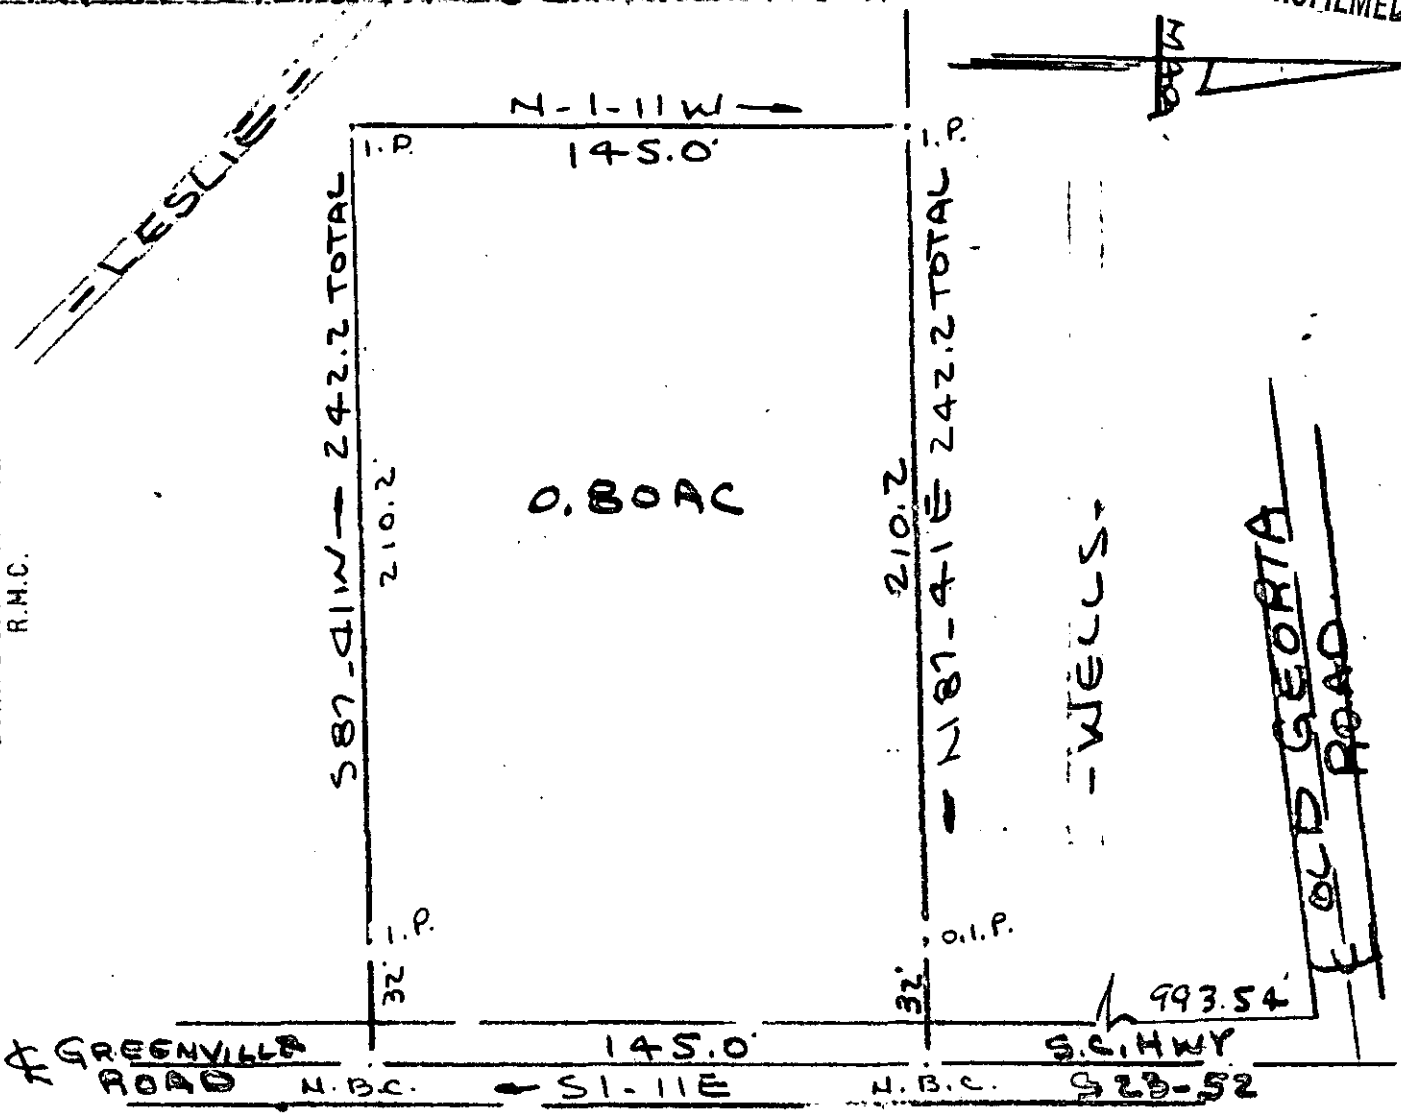 N-1-11W
145.0'
I.P.
I.P.
- LESLIE -
S87-41W - 242.2 TOTAL
210.2
0.80AC
210.2
N87-41E 242.2 TOTAL
- WELLS -
OLD GEORTA
ROAD
R.M.C.
I.P.
O.I.P.
32'
32'
993.54'
GREENVILLE
ROAD
145.0'
S.C. HWY
N.B.C.
S1-11E
N.B.C.
S23-52